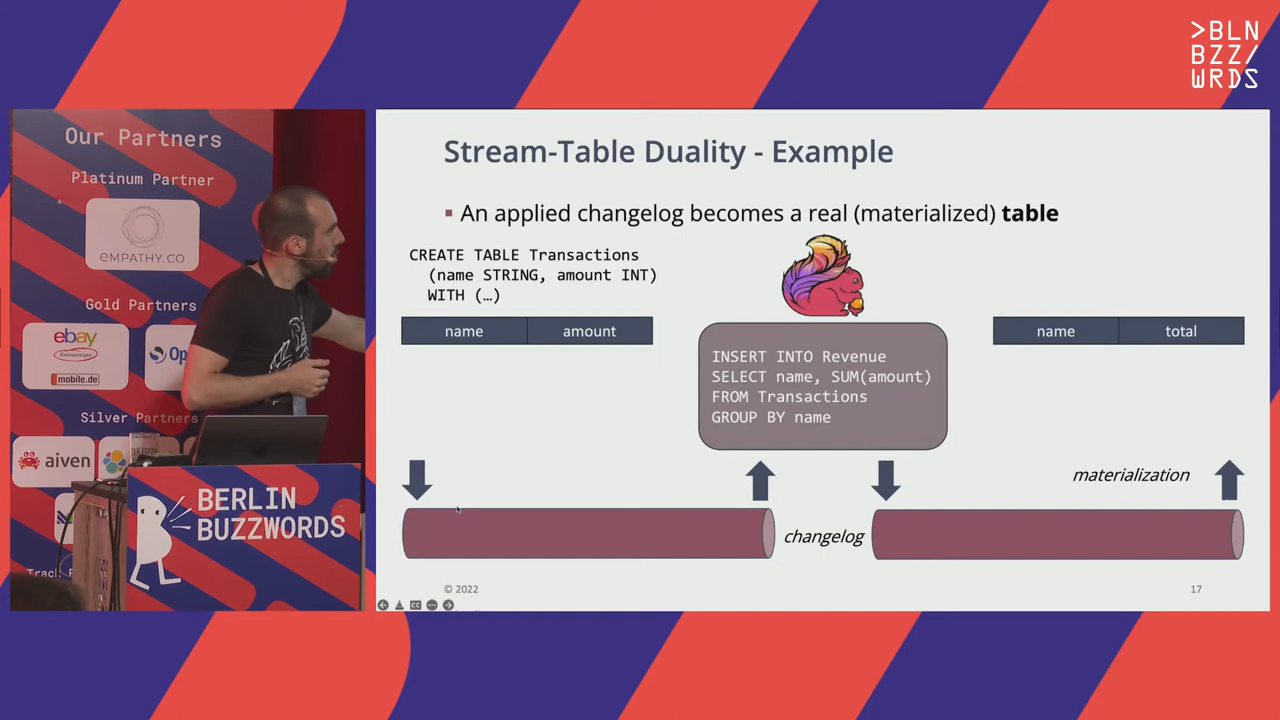 >BLN
BZZ/
WRDS
Our Partners
Platinum Partner
EMPATHY.CO
Gold Partners
ebay
Kleinanzeigen
mobile.de
Op
Silver Partners
aiven
BERLIN
BUZZWORDS
Stream-Table Duality - Example
▪ An applied changelog becomes a real (materialized) table
CREATE TABLE Transactions
(name STRING, amount INT)
WITH (…)
name amount
INSERT INTO Revenue
SELECT name, SUM(amount)
FROM Transactions
GROUP BY name
name total
materialization
changelog
© 2022
17